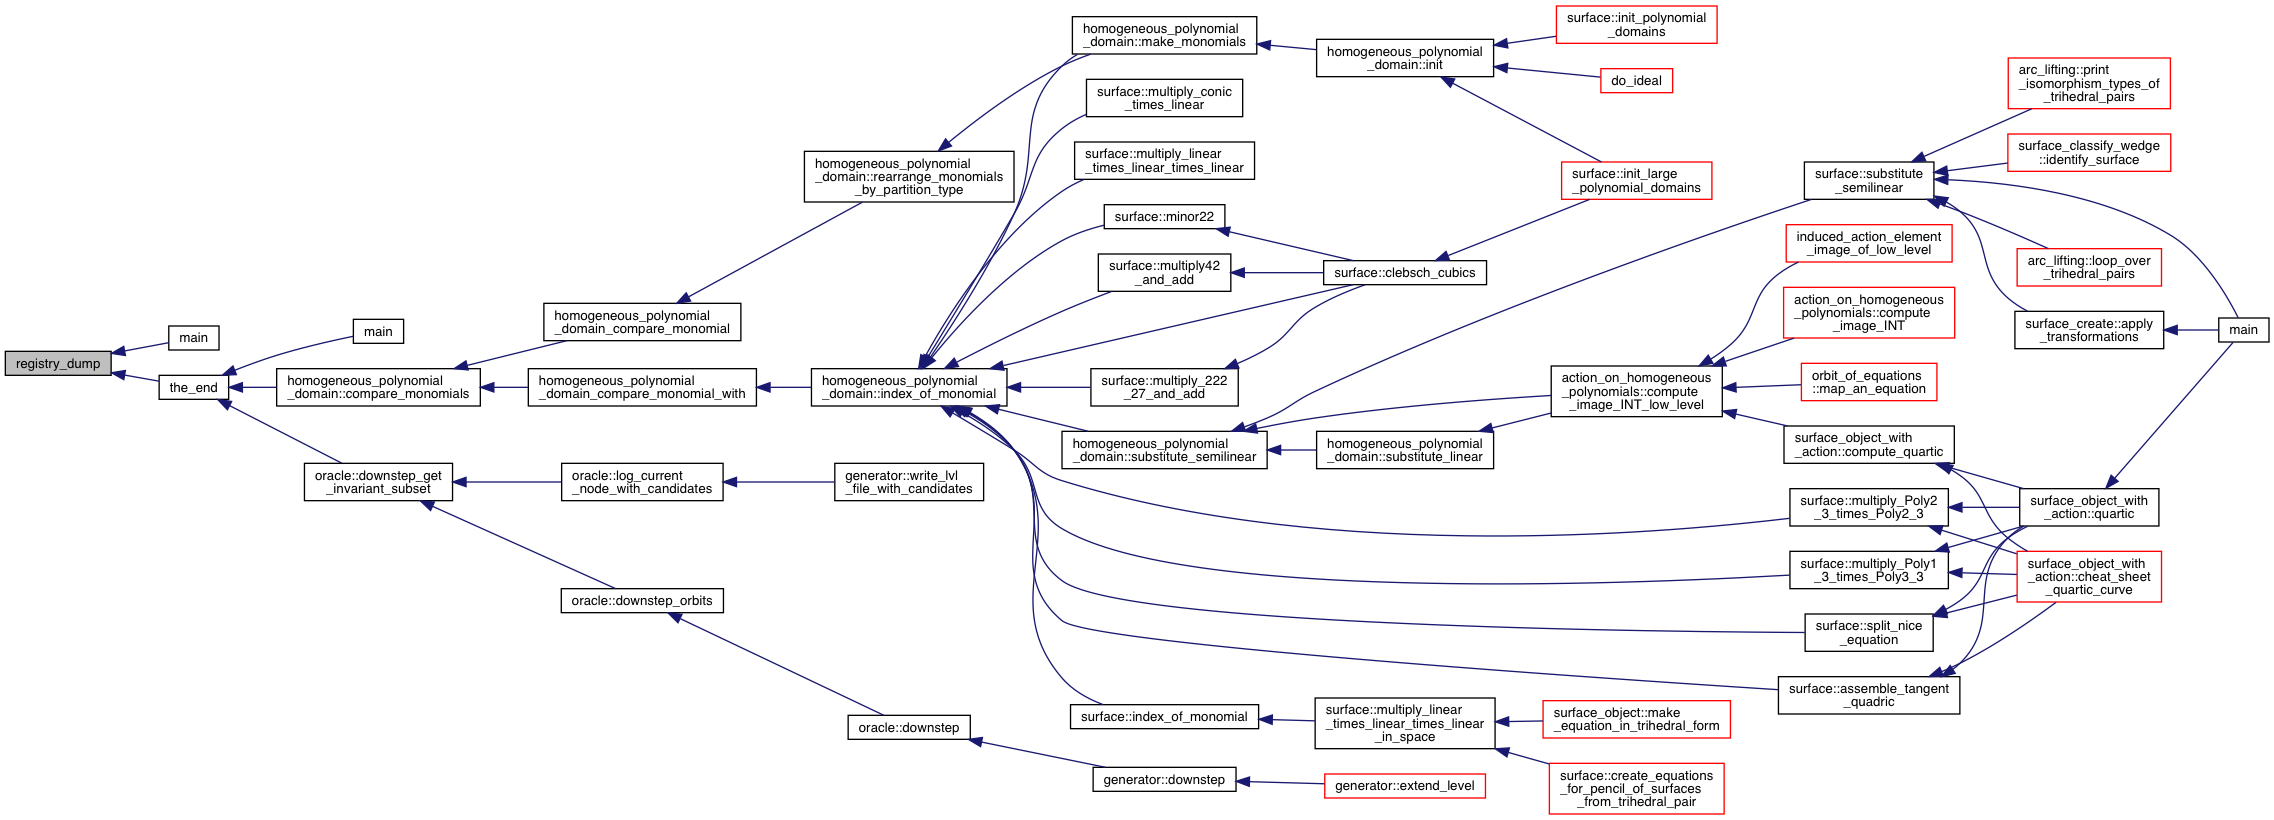 registry_dump
main
the_end
main
homogeneous_polynomial
_domain::compare_monomials
oracle::downstep_get
_invariant_subset
homogeneous_polynomial
_domain_compare_monomial
homogeneous_polynomial
_domain_compare_monomial_with
oracle::log_current
_node_with_candidates
oracle::downstep_orbits
homogeneous_polynomial
_domain::rearrange_monomials
_by_partition_type
homogeneous_polynomial
_domain::index_of_monomial
generator::write_lvl
_file_with_candidates
oracle::downstep
homogeneous_polynomial
_domain::make_monomials
surface::multiply_conic
_times_linear
surface::multiply_linear
_times_linear_times_linear
surface::minor22
surface::multiply42
_and_add
surface::multiply_222
_27_and_add
homogeneous_polynomial
_domain::substitute_semilinear
surface::index_of_monomial
generator::downstep
homogeneous_polynomial
_domain::init
surface::clebsch_cubics
homogeneous_polynomial
_domain::substitute_linear
surface::multiply_linear
_times_linear_times_linear
_in_space
generator::extend_level
surface::init_polynomial
_domains
do_ideal
surface::init_large
_polynomial_domains
action_on_homogeneous
_polynomials::compute
_image_INT_low_level
surface_object::make
_equation_in_trihedral_form
surface::create_equations
_for_pencil_of_surfaces
_from_trihedral_pair
surface::substitute
_semilinear
induced_action_element
_image_of_low_level
action_on_homogeneous
_polynomials::compute
_image_INT
orbit_of_equations
::map_an_equation
surface_object_with
_action::compute_quartic
surface::multiply_Poly2
_3_times_Poly2_3
surface::multiply_Poly1
_3_times_Poly3_3
surface::split_nice
_equation
surface::assemble_tangent
_quadric
arc_lifting::print
_isomorphism_types_of
_trihedral_pairs
surface_classify_wedge
::identify_surface
arc_lifting::loop_over
_trihedral_pairs
surface_create::apply
_transformations
surface_object_with
_action::quartic
surface_object_with
_action::cheat_sheet
_quartic_curve
main